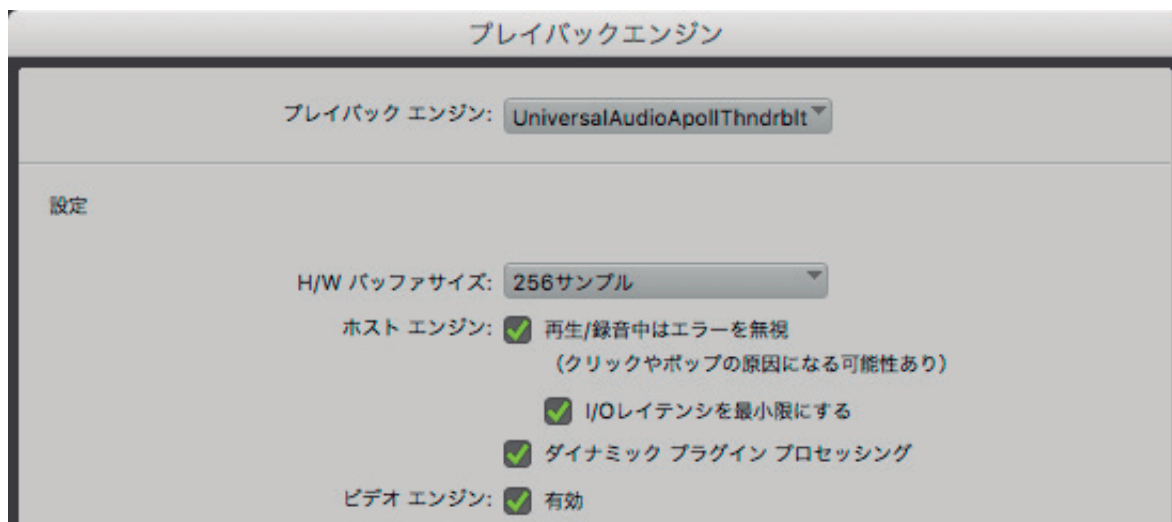 プレイバックエンジン
プレイバック エンジン: UniversalAudioApollThndrblt
設定
H/W バッファサイズ: 256サンプル
ホスト エンジン: 再生/録音中はエラーを無視
（クリックやポップの原因になる可能性あり）
I/Oレイテンシを最小限にする
ダイナミック プラグイン プロセッシング
ビデオ エンジン: 有効